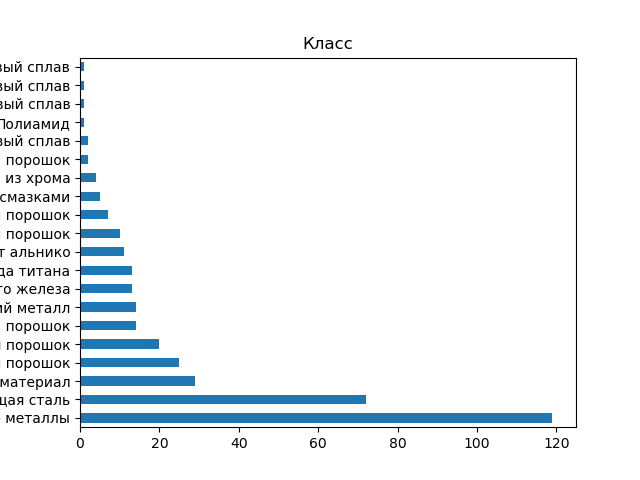 Класс
вый сплав
вый сплав
вый сплав
Полиамид
вый сплав
порошок
из хрома
смазками
порошок
порошок
т альнико
да титана
го железа
ий металл
порошок
порошок
порошок
материал
щая сталь
металлы
0 20 40 60 80 100 120